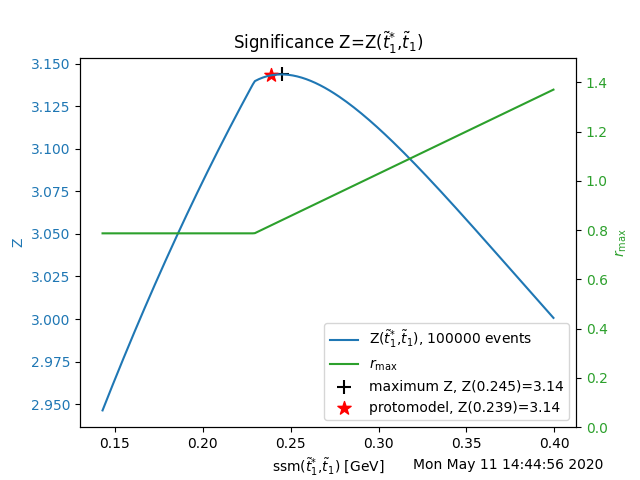 Significance Z=Z(t̃₁*,t̃₁)
3.150
3.125
3.100
3.075
3.050
3.025
3.000
2.975
2.950
Z
1.4
1.2
1.0
0.8
0.6
0.4
0.2
0.0
r_max
Z(t̃₁*,t̃₁), 100000 events
r_max
maximum Z, Z(0.245)=3.14
protomodel, Z(0.239)=3.14
0.15 0.20 0.25 0.30 0.35 0.40
ssm(t̃₁*,t̃₁) [GeV]
Mon May 11 14:44:56 2020